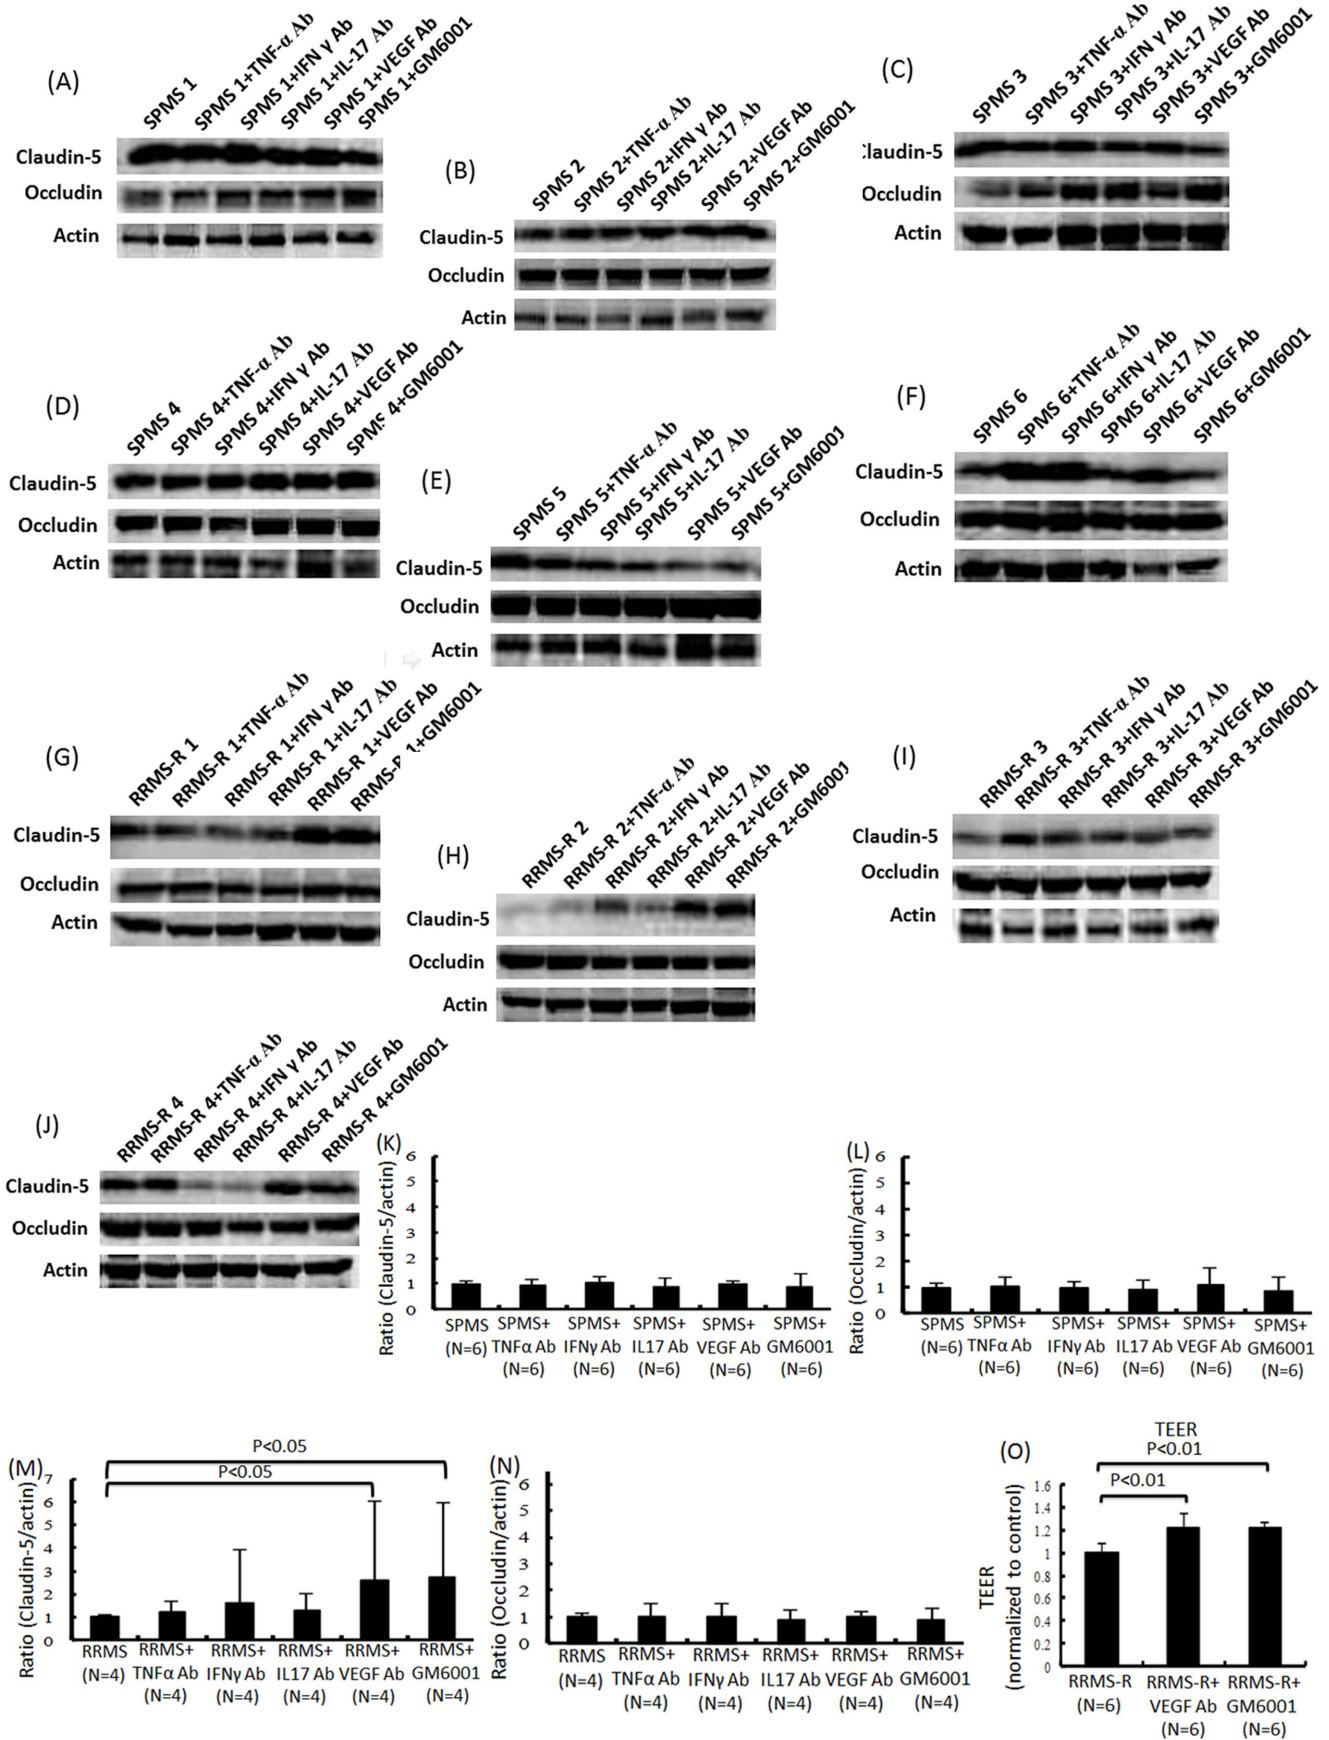 (A)
SPMS 1
SPMS 1+TNF-α Ab
SPMS 1+IFN γ Ab
SPMS 1+IL-17 Ab
SPMS 1+VEGF Ab
SPMS 1+GM6001
Claudin-5
Occludin
Actin
(B)
SPMS 2
SPMS 2+TNF-α Ab
SPMS 2+IFN γ Ab
SPMS 2+IL-17 Ab
SPMS 2+VEGF Ab
SPMS 2+GM6001
Claudin-5
Occludin
Actin
(C)
SPMS 3
SPMS 3+TNF-α Ab
SPMS 3+IFN γ Ab
SPMS 3+IL-17 Ab
SPMS 3+VEGF Ab
SPMS 3+GM6001
Claudin-5
Occludin
Actin
(D)
SPMS 4
SPMS 4+TNF-α Ab
SPMS 4+IFN γ Ab
SPMS 4+IL-17 Ab
SPMS 4+VEGF Ab
SPMS 4+GM6001
Claudin-5
Occludin
Actin
(E)
SPMS 5
SPMS 5+TNF-α Ab
SPMS 5+IFN γ Ab
SPMS 5+IL-17 Ab
SPMS 5+VEGF Ab
SPMS 5+GM6001
Claudin-5
Occludin
Actin
(F)
SPMS 6
SPMS 6+TNF-α Ab
SPMS 6+IFN γ Ab
SPMS 6+IL-17 Ab
SPMS 6+VEGF Ab
SPMS 6+GM6001
Claudin-5
Occludin
Actin
(G)
RRMS-R 1
RRMS-R 1+TNF-α Ab
RRMS-R 1+IFN γ Ab
RRMS-R 1+IL-17 Ab
RRMS-R 1+VEGF Ab
RRMS-R 1+GM6001
Claudin-5
Occludin
Actin
(H)
RRMS-R 2
RRMS-R 2+TNF-α Ab
RRMS-R 2+IFN γ Ab
RRMS-R 2+IL-17 Ab
RRMS-R 2+VEGF Ab
RRMS-R 2+GM6001
Claudin-5
Occludin
Actin
(I)
RRMS-R 3
RRMS-R 3+TNF-α Ab
RRMS-R 3+IFN γ Ab
RRMS-R 3+IL-17 Ab
RRMS-R 3+VEGF Ab
RRMS-R 3+GM6001
Claudin-5
Occludin
Actin
(J)
RRMS-R 4
RRMS-R 4+TNF-α Ab
RRMS-R 4+IFN γ Ab
RRMS-R 4+IL-17 Ab
RRMS-R 4+VEGF Ab
RRMS-R 4+GM6001
Claudin-5
Occludin
Actin
(K)
Ratio (Claudin-5/actin)
6
5
4
3
2
1
0
SPMS SPMS+ SPMS+ SPMS+ SPMS+ SPMS+
(N=6) TNFα Ab IFNγ Ab IL17 Ab VEGF Ab GM6001
(N=6) (N=6) (N=6) (N=6) (N=6)
(L)
Ratio (Occludin/actin)
6
5
4
3
2
1
0
SPMS SPMS+ SPMS+ SPMS+ SPMS+ SPMS+
(N=6) TNFα Ab IFNγ Ab IL17 Ab VEGF Ab GM6001
(N=6) (N=6) (N=6) (N=6) (N=6)
(M)
Ratio (Claudin-5/actin)
P<0.05
P<0.05
7
6
5
4
3
2
1
0
RRMS RRMS+ RRMS+ RRMS+ RRMS+ RRMS+
(N=4) TNFα Ab IFNγ Ab IL17 Ab VEGF Ab GM6001
(N=4) (N=4) (N=4) (N=4) (N=4)
(N)
Ratio (Occludin/actin)
6
5
4
3
2
1
0
RRMS RRMS+ RRMS+ RRMS+ RRMS+ RRMS+
(N=4) TNFα Ab IFNγ Ab IL17 Ab VEGF Ab GM6001
(N=4) (N=4) (N=4) (N=4) (N=4)
(O)
TEER
P<0.01
P<0.01
TEER
(normalized to control)
1.6
1.4
1.2
1
0.8
0.6
0.4
0.2
0
RRMS-R RRMS-R+ RRMS-R+
(N=6) VEGF Ab GM6001
(N=6) (N=6)